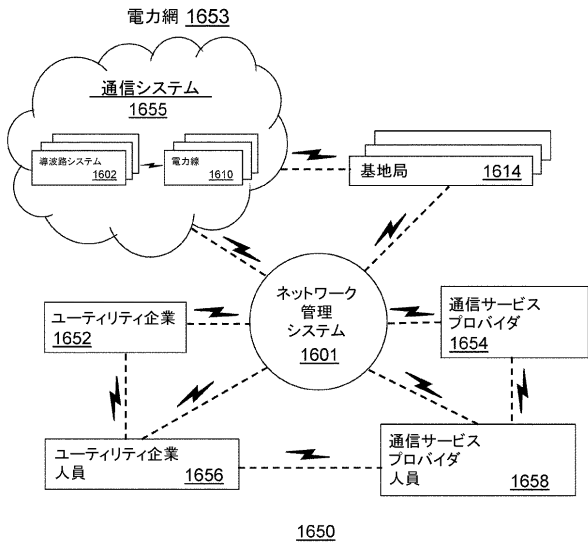 電力網 1653
通信システム
1655
導波路システム
1602
電力線
1610
基地局 1614
ネットワーク
管理
システム
1601
ユーティリティ企業
1652
通信サービス
プロバイダ
1654
ユーティリティ企業
人員 1656
通信サービス
プロバイダ
人員 1658
1650